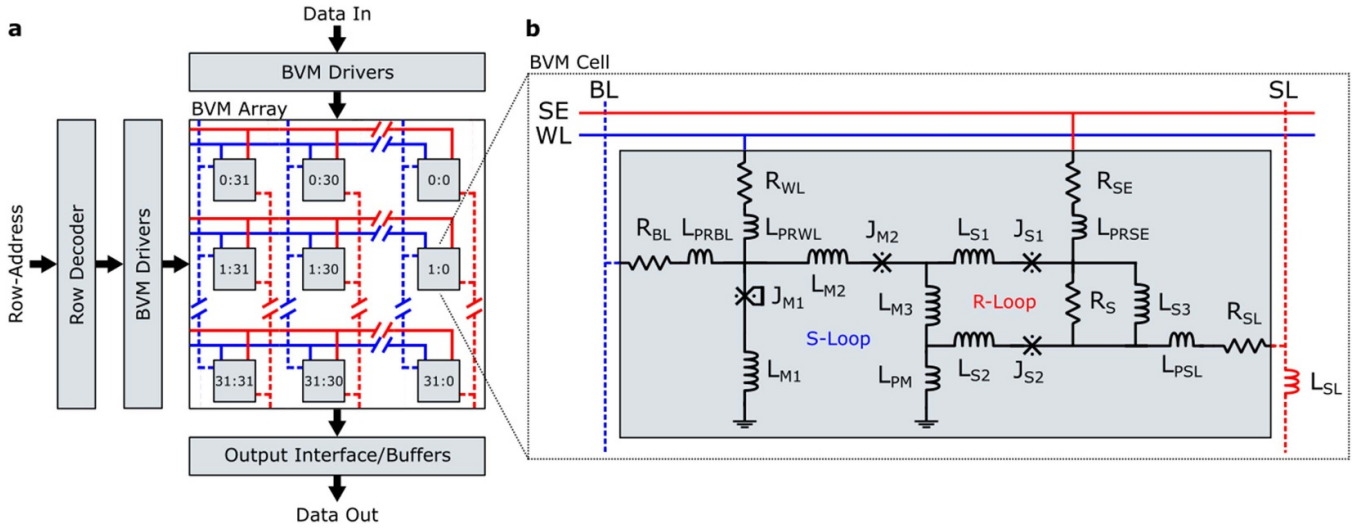 a
Data In
BVM Drivers
BVM Array
Row-Address
Row Decoder
BVM Drivers
0:31
0:30
0:0
1:31
1:30
1:0
31:31
31:30
31:0
Output Interface/Buffers
Data Out
b
BVM Cell
BL
SL
SE
WL
R_WL
R_SE
R_BL
L_PRBL
L_PRWL
J_M2
L_S1
J_S1
L_PRSE
J_M1
L_M2
L_M3
R-Loop
R_S
L_S3
R_SL
S-Loop
L_M1
L_PM
L_S2
J_S2
L_PSL
L_SL